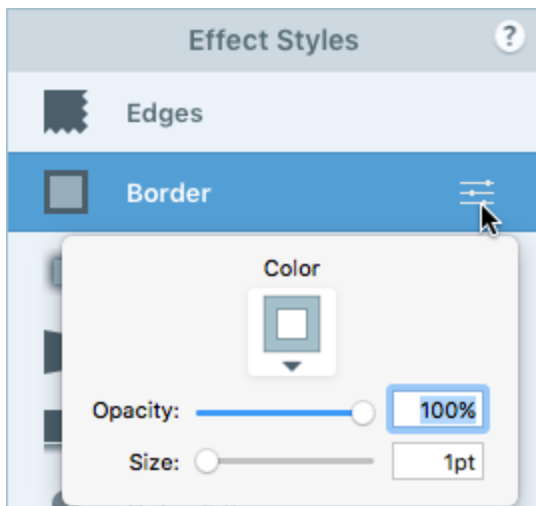 Effect Styles ?
Edges
Border
Color
Opacity: 100%
Size: 1pt